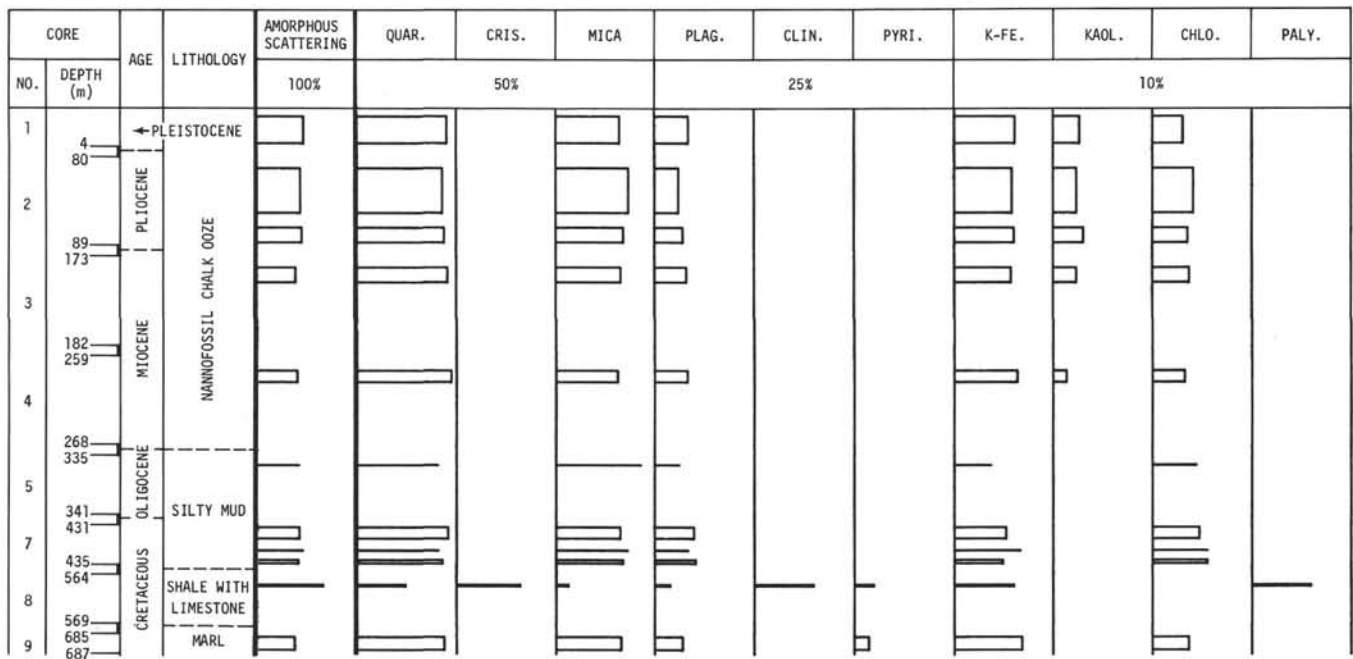 CORE
AGE
LITHOLOGY
AMORPHOUS
SCATTERING
QUAR.
CRIS.
MICA
PLAG.
CLIN.
PYRI.
K-FE.
KAOL.
CHLO.
PALY.
NO.
DEPTH
(m)
100%
50%
25%
10%
1
←PLEISTOCENE
4
80
PLIOCENE
2
NANNOFOSSIL CHALK OOZE
89
173
3
MIOCENE
182
259
4
268
335
OLIGOCENE
5
SILTY MUD
341
431
7
CRETACEOUS
435
564
SHALE WITH
LIMESTONE
8
569
685
MARL
9
687